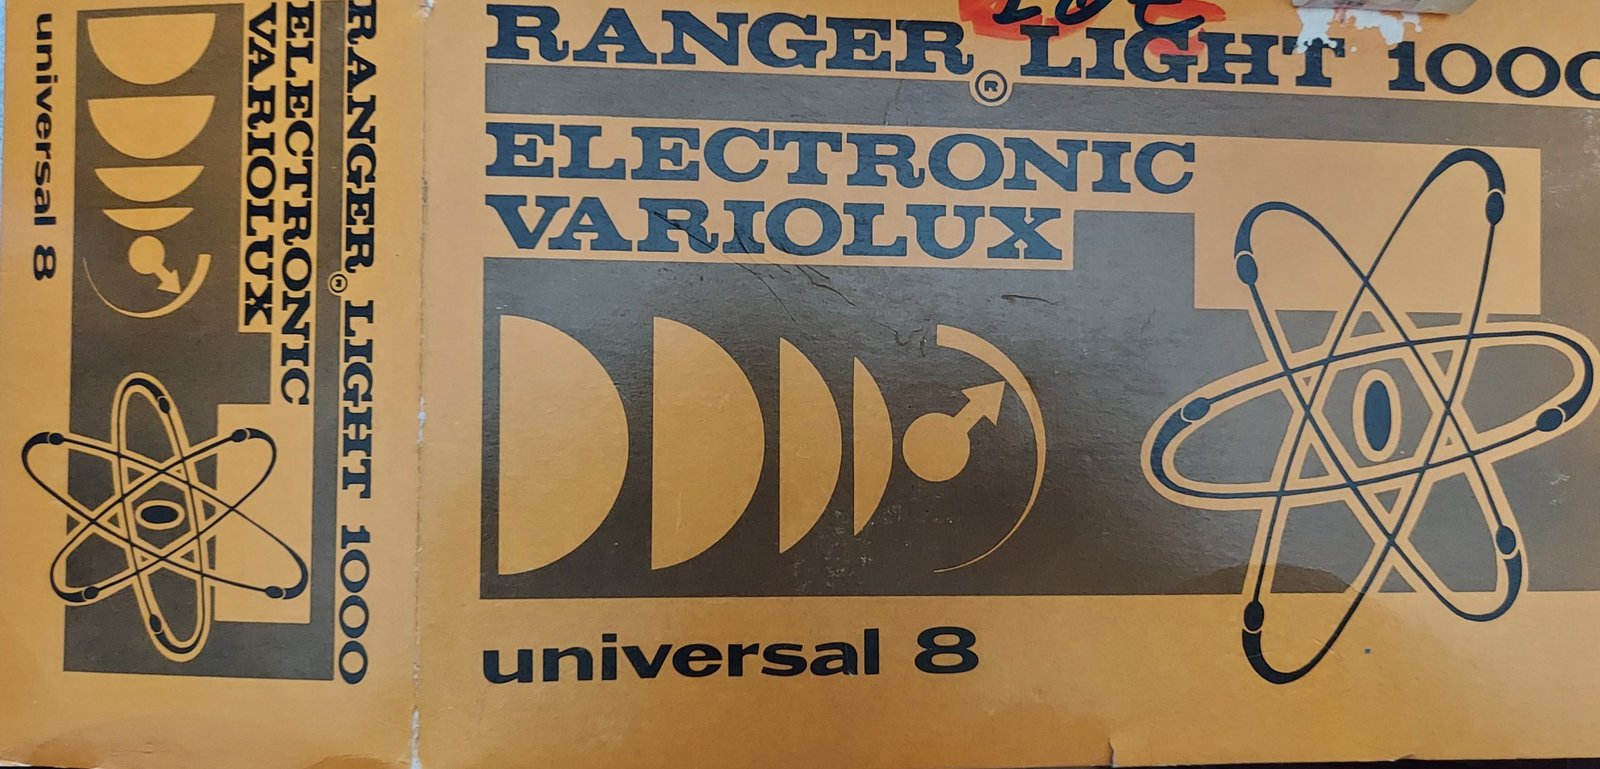 RANGER® LIGHT 1000
ELECTRONIC
VARIOLUX
universal 8
RANGER® LIGHT 1000
ELECTRONIC
VARIOLUX
universal 8